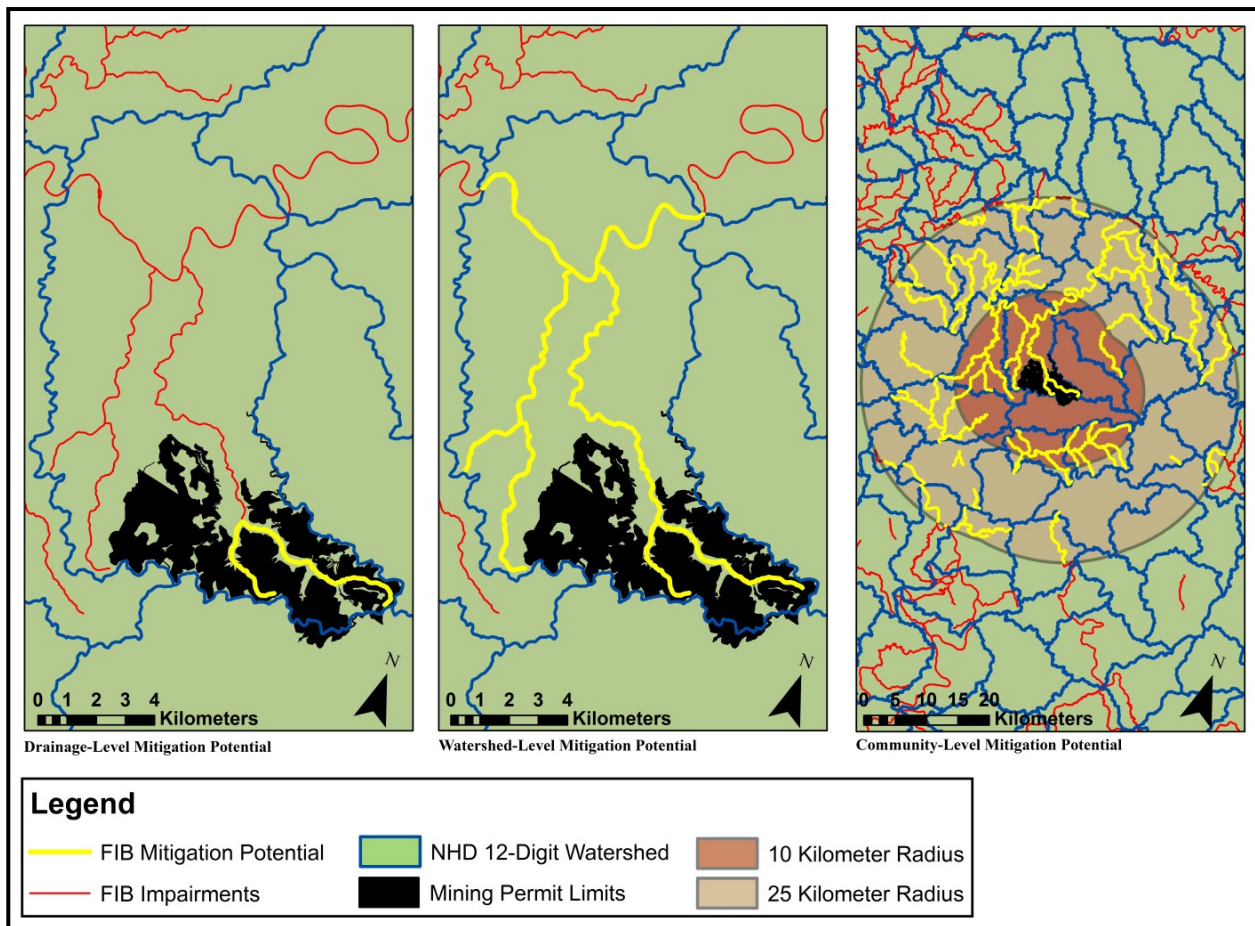 N
0 1 2 3 4
Kilometers
Drainage-Level Mitigation Potential
N
0 1 2 3 4
Kilometers
Watershed-Level Mitigation Potential
N
0 5 10 15 20
Kilometers
Community-Level Mitigation Potential
Legend
FIB Mitigation Potential
NHD 12-Digit Watershed
10 Kilometer Radius
FIB Impairments
Mining Permit Limits
25 Kilometer Radius